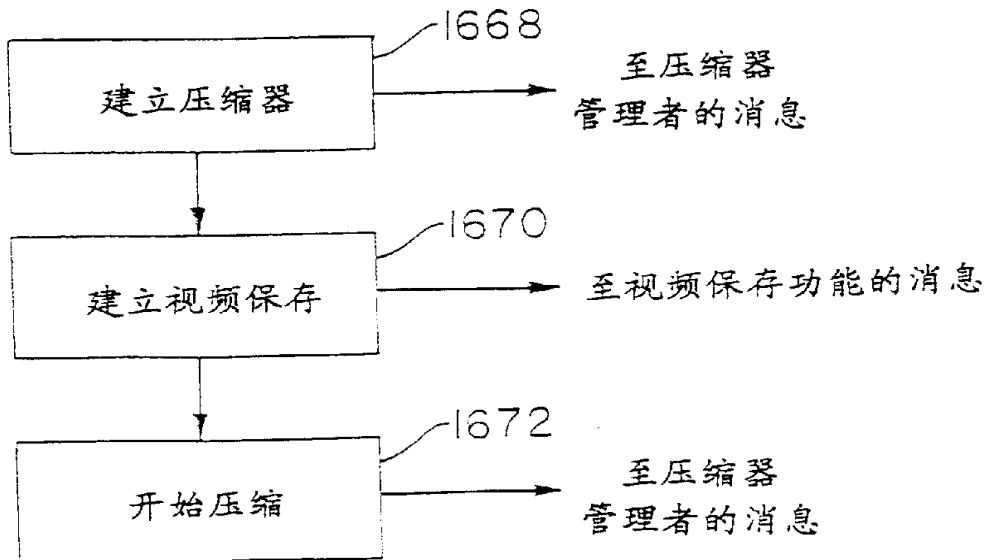 1668
建立压缩器
至压缩器
管理者的消息
1670
建立视频保存
至视频保存功能的消息
1672
开始压缩
至压缩器
管理者的消息